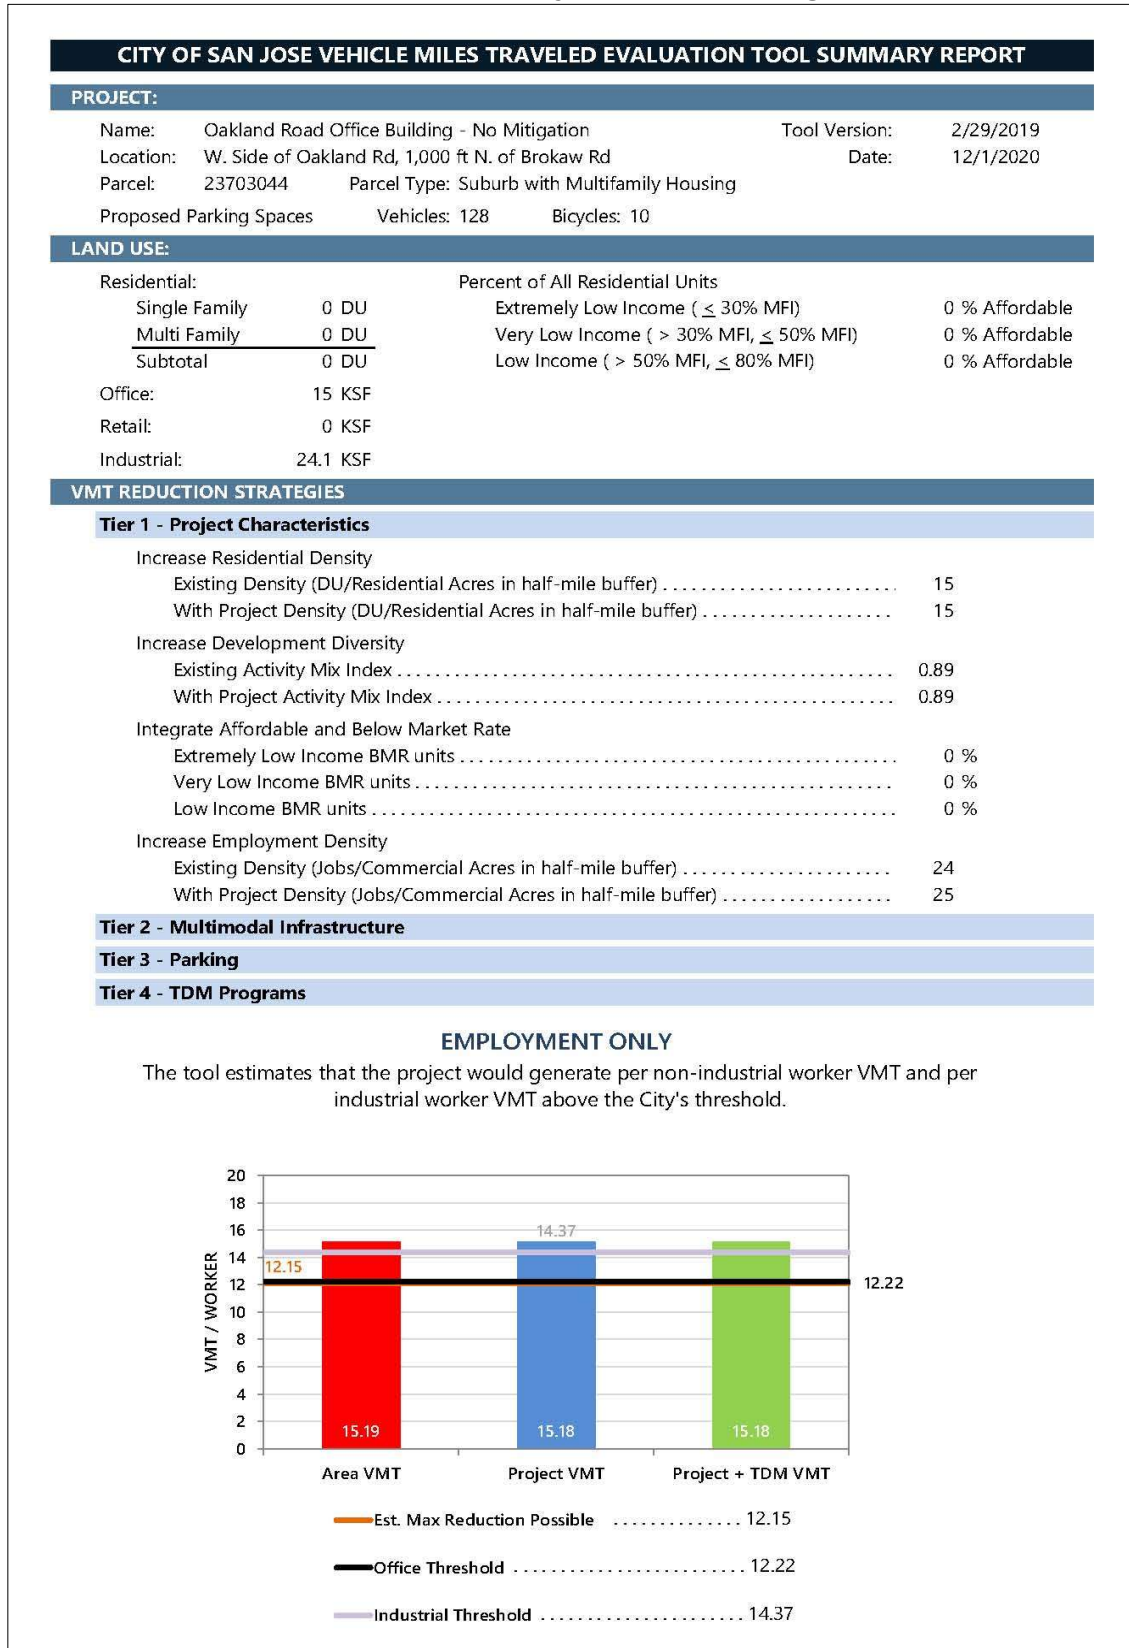 CITY OF SAN JOSE VEHICLE MILES TRAVELED EVALUATION TOOL SUMMARY REPORT
PROJECT:
Name: Oakland Road Office Building - No Mitigation Tool Version: 2/29/2019
Location: W. Side of Oakland Rd, 1,000 ft N. of Brokaw Rd Date: 12/1/2020
Parcel: 23703044 Parcel Type: Suburb with Multifamily Housing
Proposed Parking Spaces Vehicles: 128 Bicycles: 10
LAND USE:
Residential: Percent of All Residential Units
Single Family 0 DU Extremely Low Income ( ≤ 30% MFI) 0 % Affordable
Multi Family 0 DU Very Low Income ( > 30% MFI, ≤ 50% MFI) 0 % Affordable
Subtotal 0 DU Low Income ( > 50% MFI, ≤ 80% MFI) 0 % Affordable
Office: 15 KSF
Retail: 0 KSF
Industrial: 24.1 KSF
VMT REDUCTION STRATEGIES
Tier 1 - Project Characteristics
Increase Residential Density
Existing Density (DU/Residential Acres in half-mile buffer) . . . . . . . . . . . . . . . . . . . . . . . . 15
With Project Density (DU/Residential Acres in half-mile buffer) . . . . . . . . . . . . . . . . . . . . 15
Increase Development Diversity
Existing Activity Mix Index . . . . . . . . . . . . . . . . . . . . . . . . . . . . . . . . . . . . . . . . . . . . . . . . . . . . 0.89
With Project Activity Mix Index . . . . . . . . . . . . . . . . . . . . . . . . . . . . . . . . . . . . . . . . . . . . . . . . 0.89
Integrate Affordable and Below Market Rate
Extremely Low Income BMR units . . . . . . . . . . . . . . . . . . . . . . . . . . . . . . . . . . . . . . . . . . . . . 0 %
Very Low Income BMR units . . . . . . . . . . . . . . . . . . . . . . . . . . . . . . . . . . . . . . . . . . . . . . . . . . 0 %
Low Income BMR units . . . . . . . . . . . . . . . . . . . . . . . . . . . . . . . . . . . . . . . . . . . . . . . . . . . . . . . 0 %
Increase Employment Density
Existing Density (Jobs/Commercial Acres in half-mile buffer) . . . . . . . . . . . . . . . . . . . . . . 24
With Project Density (Jobs/Commercial Acres in half-mile buffer) . . . . . . . . . . . . . . . . . . 25
Tier 2 - Multimodal Infrastructure
Tier 3 - Parking
Tier 4 - TDM Programs
EMPLOYMENT ONLY
The tool estimates that the project would generate per non-industrial worker VMT and per
industrial worker VMT above the City's threshold.
VMT / WORKER
20
18
16
14
12
10
8
6
4
2
0
14.37
12.15
12.22
15.19 15.18 15.18
Area VMT Project VMT Project + TDM VMT
Est. Max Reduction Possible . . . . . . . . . . . . . . 12.15
Office Threshold . . . . . . . . . . . . . . . . . . . . . . . . . 12.22
Industrial Threshold . . . . . . . . . . . . . . . . . . . . . . 14.37